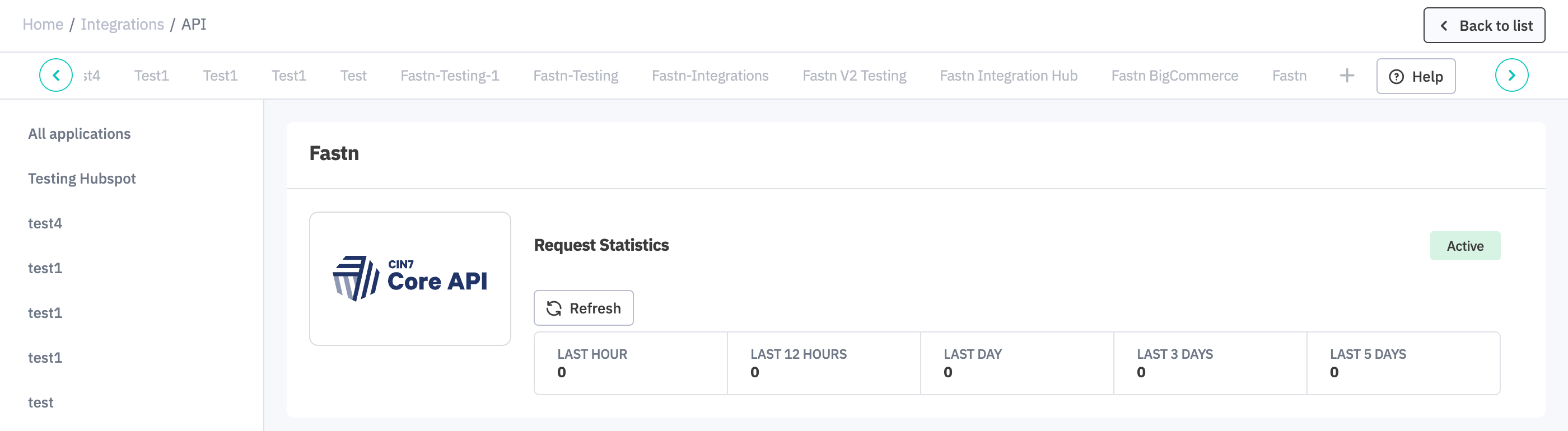 Home / Integrations / API
Back to list
st4 Test1 Test1 Test1 Test Fastn-Testing-1 Fastn-Testing Fastn-Integrations Fastn V2 Testing Fastn Integration Hub Fastn BigCommerce Fastn + Help
All applications
Testing Hubspot
test4
test1
test1
test1
test
Fastn
CIN7
Core API
Request Statistics
Active
Refresh
LAST HOUR LAST 12 HOURS LAST DAY LAST 3 DAYS LAST 5 DAYS
0 0 0 0 0